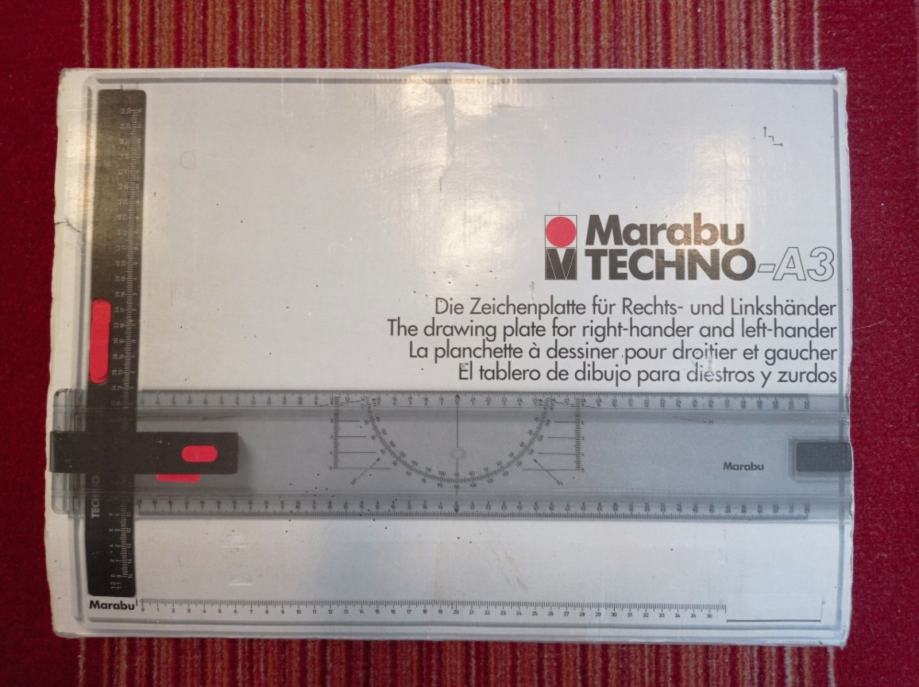 Marabu
TECHNO-A3
Die Zeichenplatte für Rechts- und Linkshänder
The drawing plate for right-hander and left-hander
La planchette à dessiner pour droitier et gaucher
El tablero de dibujo para diestros y zurdos
Marabu
TECHNO
Marabu